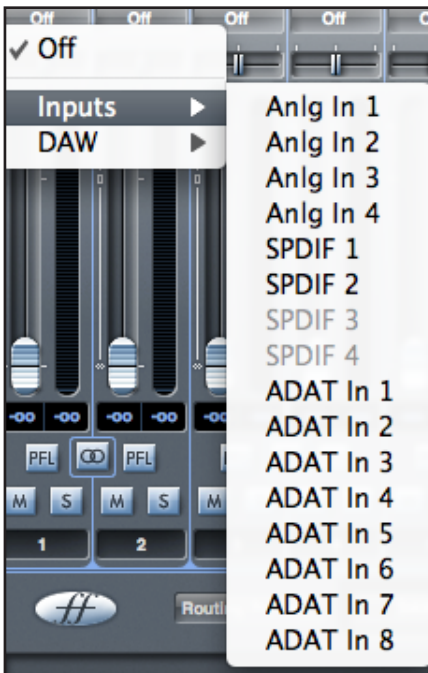 Off Off Off Off
✓ Off
Inputs
DAW
Anlg In 1
Anlg In 2
Anlg In 3
Anlg In 4
SPDIF 1
SPDIF 2
SPDIF 3
SPDIF 4
ADAT In 1
ADAT In 2
ADAT In 3
ADAT In 4
ADAT In 5
ADAT In 6
ADAT In 7
ADAT In 8
-oo -oo -oo -oo
PFL PFL
M S M S M
1 2
ff